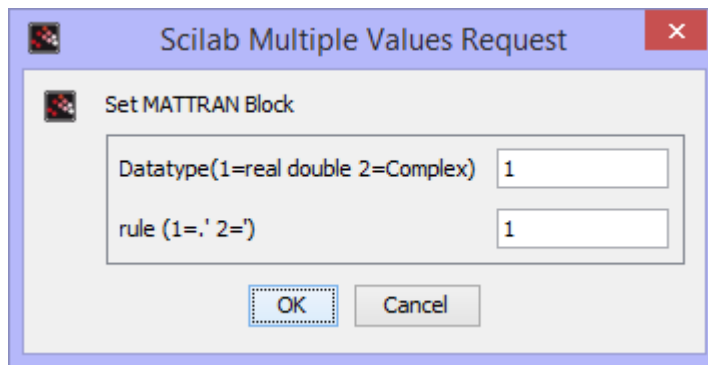 Scilab Multiple Values Request
Set MATTRAN Block
Datatype(1=real double 2=Complex) 1
rule (1=.' 2=') 1
OK Cancel